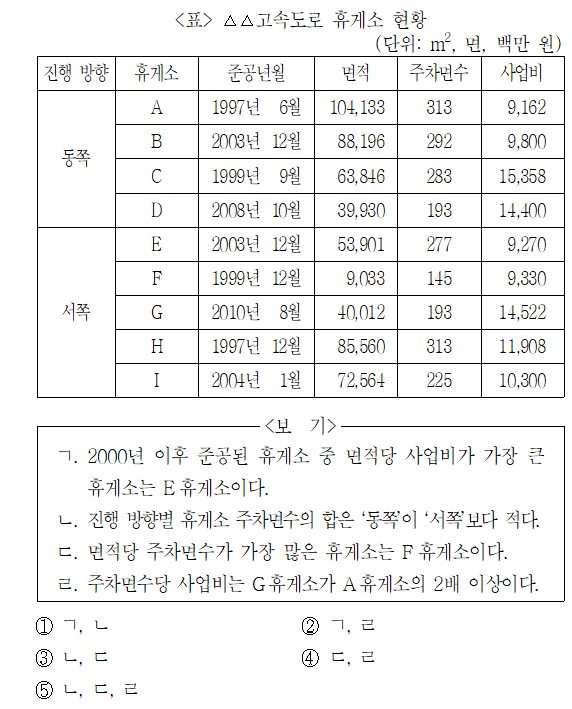 <표> △△고속도로 휴게소 현황
(단위: m², 면, 백만 원)
진행 방향 휴게소 준공년월 면적 주차면수 사업비
동쪽 A 1997년 6월 104,133 313 9,162
B 2003년 12월 88,196 292 9,800
C 1999년 9월 63,846 283 15,358
D 2008년 10월 39,930 193 14,400
서쪽 E 2003년 12월 53,901 277 9,270
F 1999년 12월 9,033 145 9,330
G 2010년 8월 40,012 193 14,522
H 1997년 12월 85,560 313 11,908
I 2004년 1월 72,564 225 10,300
<보 기>
ㄱ. 2000년 이후 준공된 휴게소 중 면적당 사업비가 가장 큰
휴게소는 E휴게소이다.
ㄴ. 진행 방향별 휴게소 주차면수의 합은 ‘동쪽’이 ‘서쪽’보다 적다.
ㄷ. 면적당 주차면수가 가장 많은 휴게소는 F휴게소이다.
ㄹ. 주차면수당 사업비는 G휴게소가 A휴게소의 2배 이상이다.
① ㄱ, ㄴ ② ㄱ, ㄹ
③ ㄴ, ㄷ ④ ㄷ, ㄹ
⑤ ㄴ, ㄷ, ㄹ